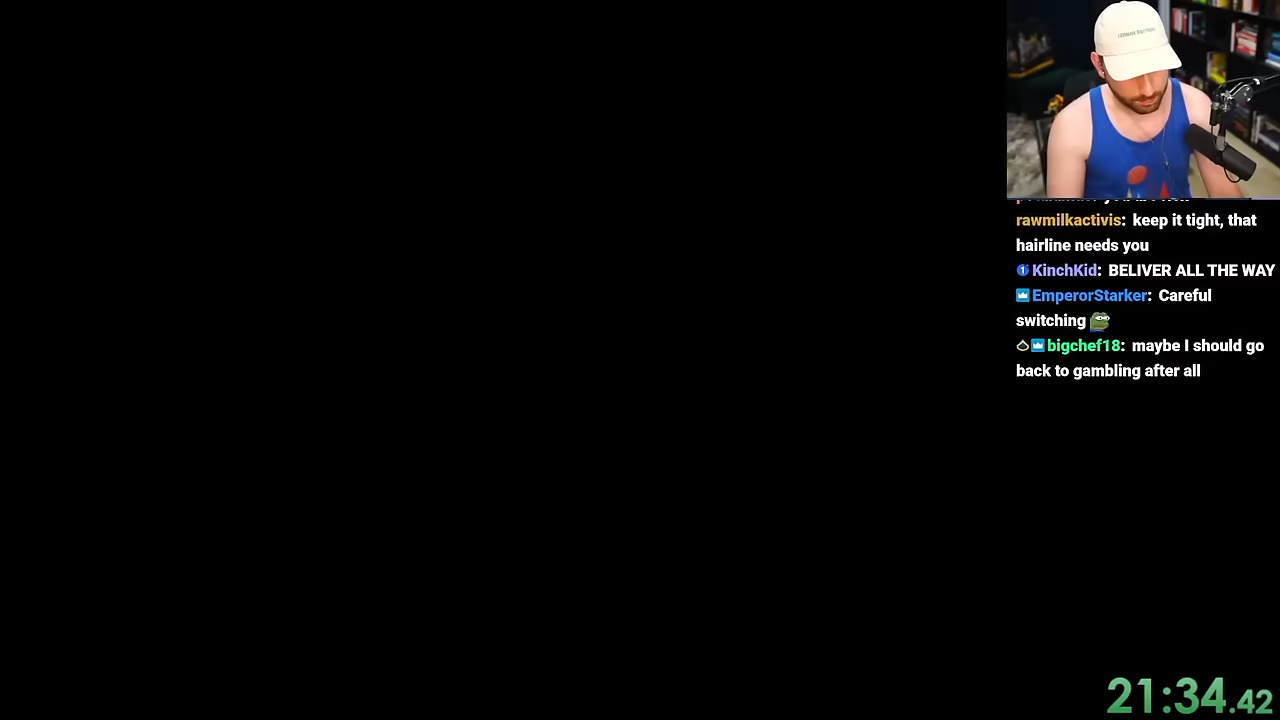 rawmilkactivis: keep it tight, that
hairline needs you
KinchKid: BELIVER ALL THE WAY
EmperorStarker: Careful
switching
bigchef18: maybe I should go
back to gambling after all
21:34.42